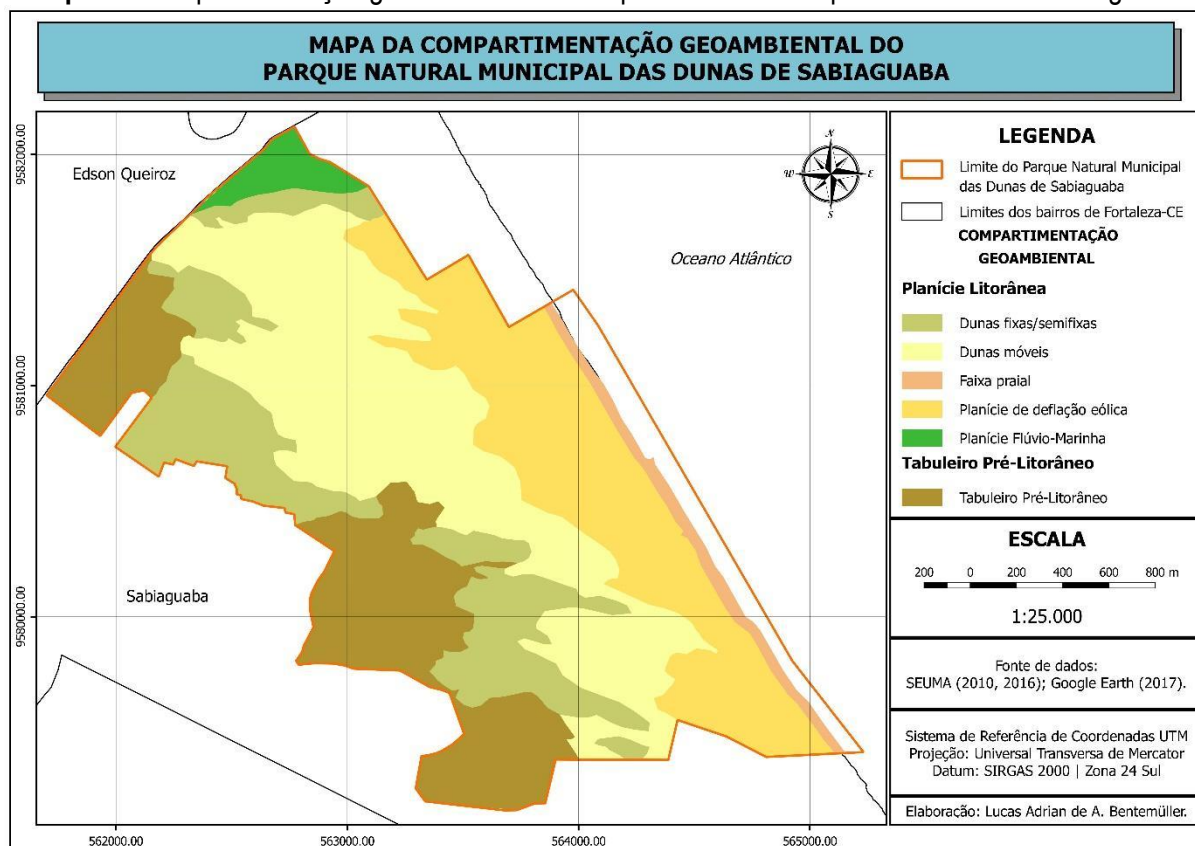 MAPA DA COMPARTIMENTAÇÃO GEOAMBIENTAL DO
PARQUE NATURAL MUNICIPAL DAS DUNAS DE SABIAGUABA
Edson Queiroz
Oceano Atlântico
Sabiaguaba
N
W
E
S
9582000.00
9581000.00
9580000.00
562000.00
563000.00
564000.00
565000.00
LEGENDA
Limite do Parque Natural Municipal
das Dunas de Sabiaguaba
Limites dos bairros de Fortaleza-CE
COMPARTIMENTAÇÃO
GEOAMBIENTAL
Planície Litorânea
Dunas fixas/semifixas
Dunas móveis
Faixa praial
Planície de deflação eólica
Planície Flúvio-Marinha
Tabuleiro Pré-Litorâneo
Tabuleiro Pré-Litorâneo
ESCALA
200 0 200 400 600 800 m
1:25.000
Fonte de dados:
SEUMA (2010, 2016); Google Earth (2017).
Sistema de Referência de Coordenadas UTM
Projeção: Universal Transversa de Mercator
Datum: SIRGAS 2000 | Zona 24 Sul
Elaboração: Lucas Adrian de A. Bentemüller.